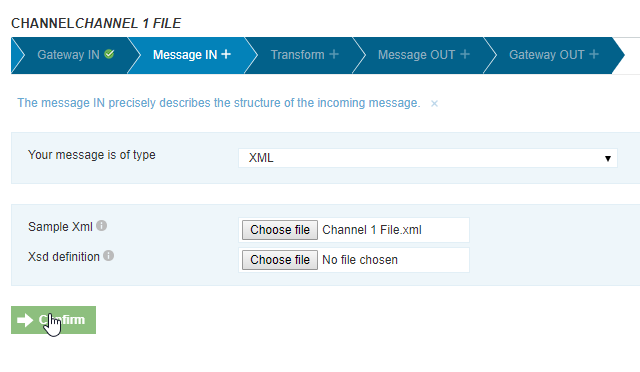 CHANNELCHANNEL 1 FILE
Gateway IN Message IN + Transform + Message OUT + Gateway OUT +
The message IN precisely describes the structure of the incoming message. ×
Your message is of type XML
Sample Xml Choose file Channel 1 File.xml
Xsd definition Choose file No file chosen
Confirm